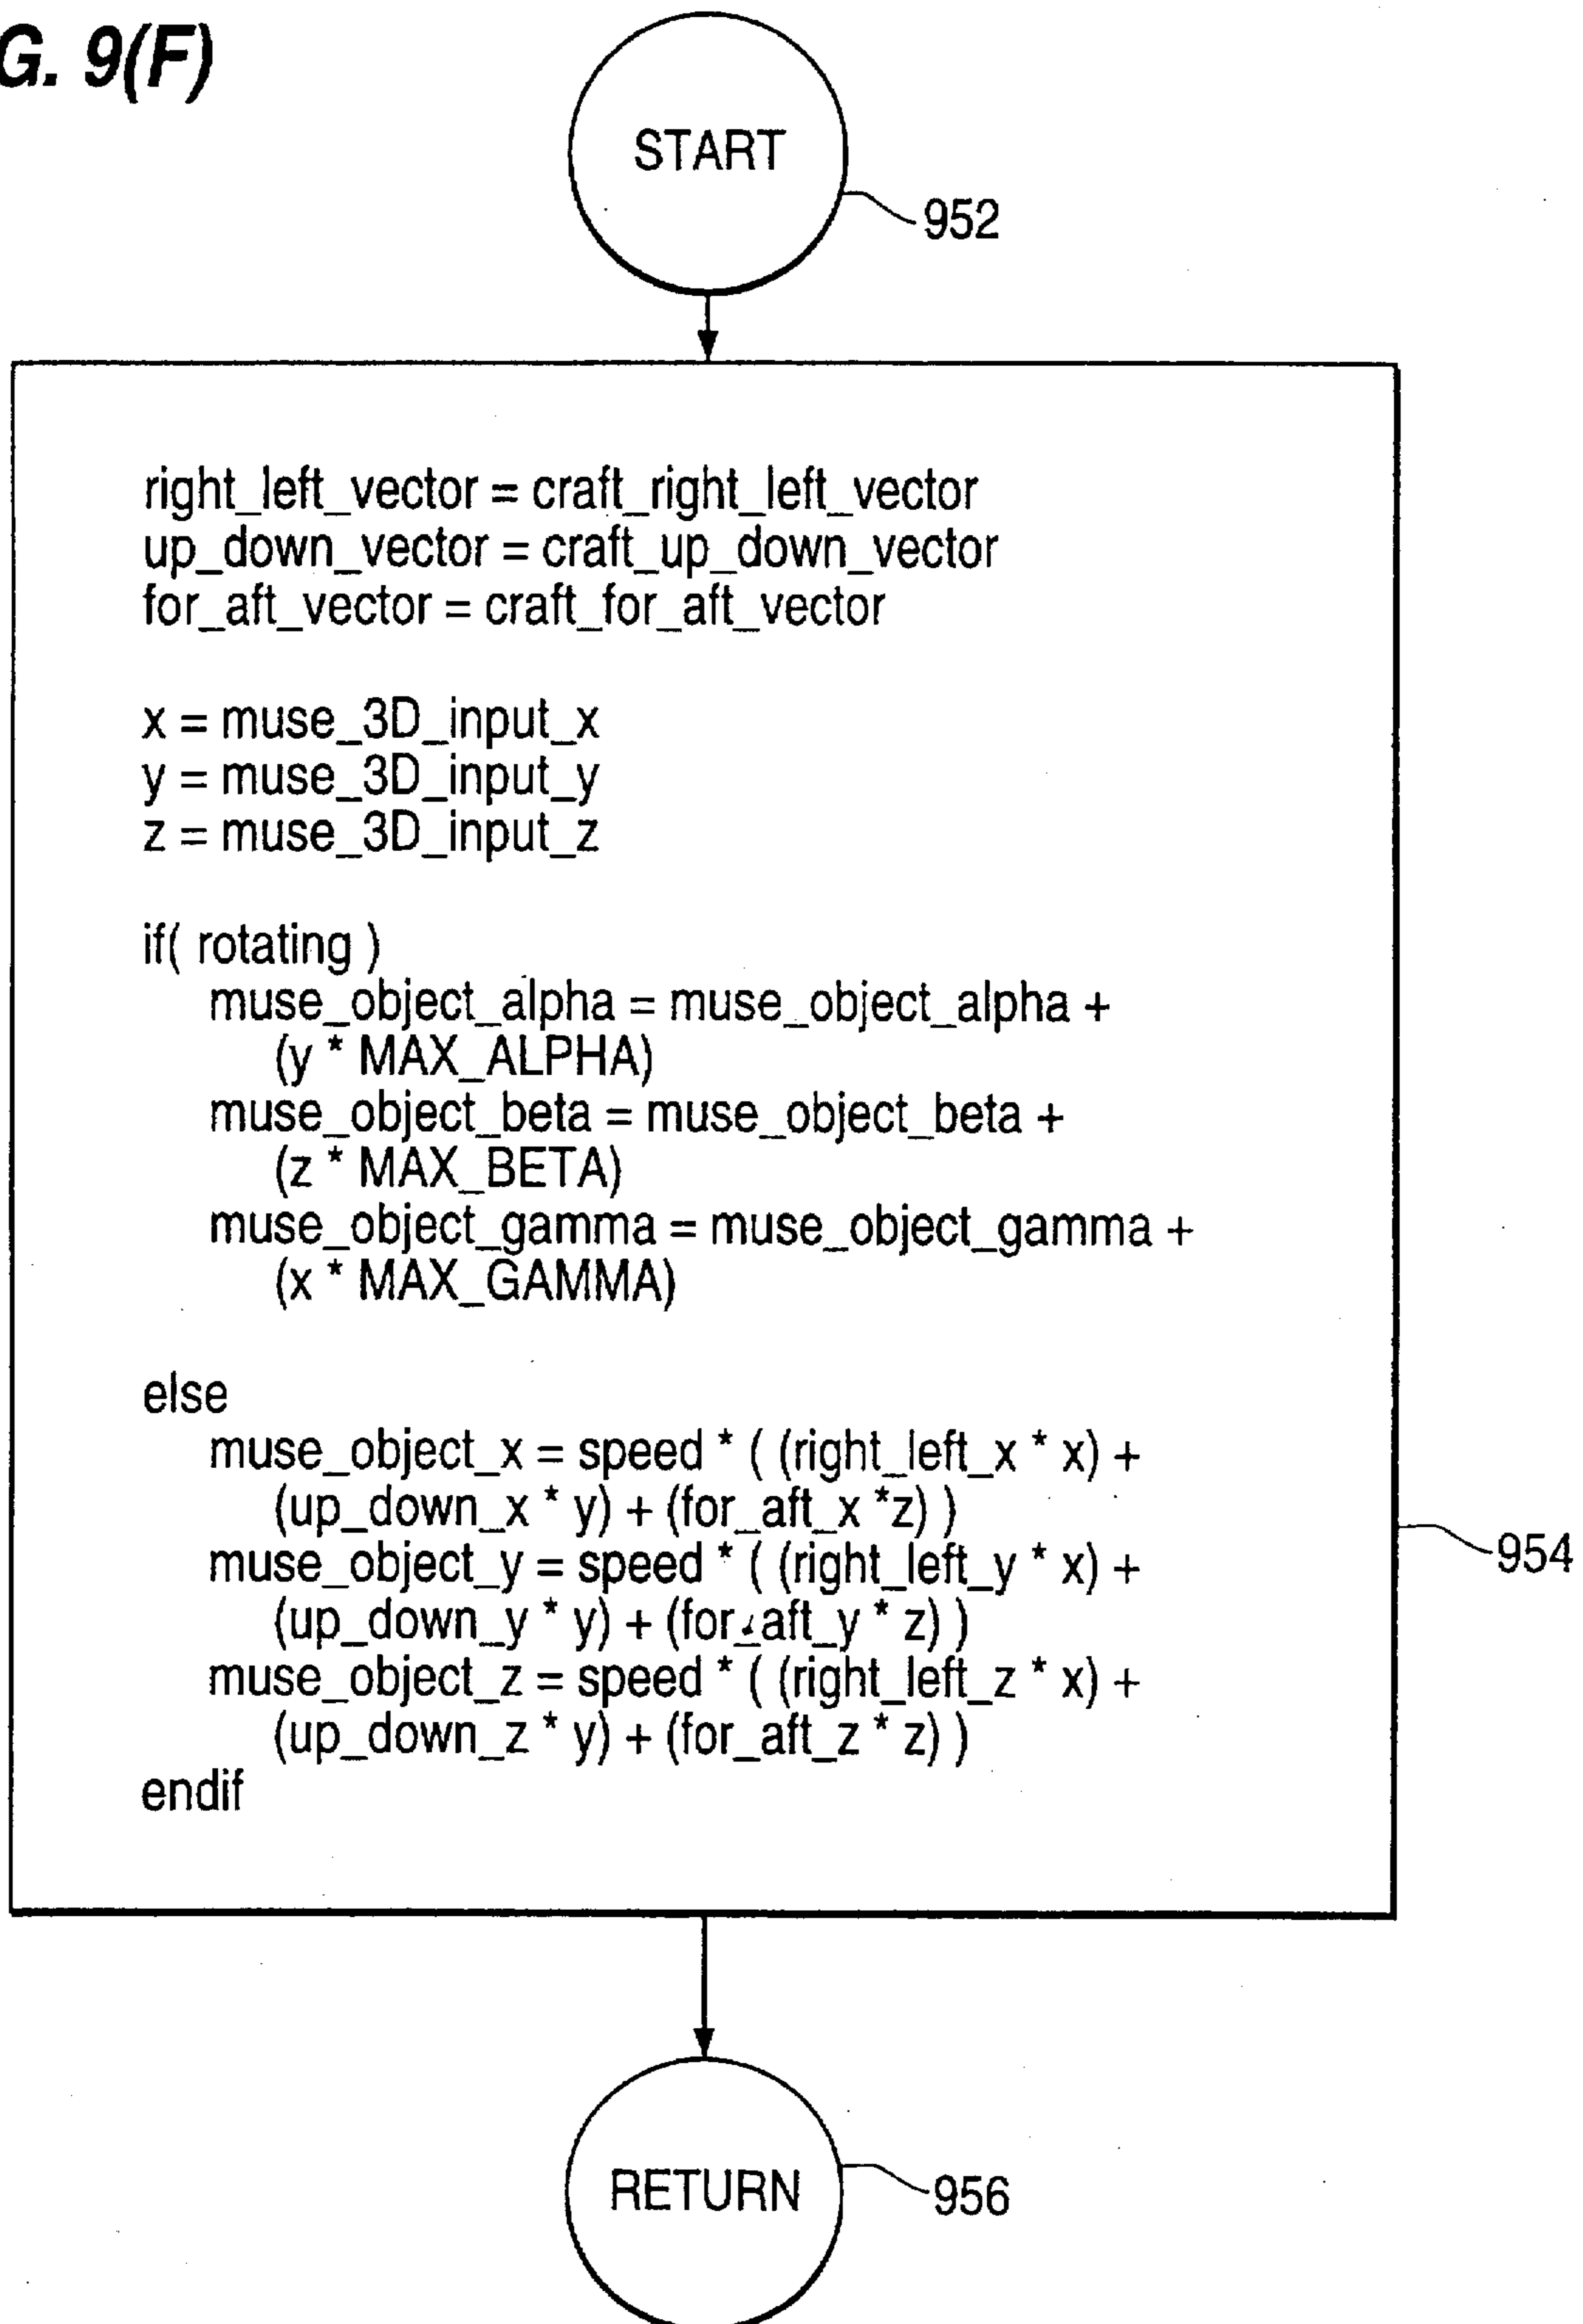 G. 9(F)
START
952
right_left_vector = craft_right_left_vector
up_down_vector = craft_up_down_vector
for_aft_vector = craft_for_aft_vector
x = muse_3D_input_x
y = muse_3D_input_y
z = muse_3D_input_z
if( rotating )
muse_object_alpha = muse_object_alpha +
(y * MAX_ALPHA)
muse_object_beta = muse_object_beta +
(z * MAX_BETA)
muse_object_gamma = muse_object_gamma +
(x * MAX_GAMMA)
else
muse_object_x = speed * ( (right_left_x * x) +
(up_down_x * y) + (for_aft_x *z) )
muse_object_y = speed * ( (right_left_y * x) +
(up_down_y * y) + (for_aft_y * z) )
muse_object_z = speed * ( (right_left_z * x) +
(up_down_z * y) + (for_aft_z * z) )
endif
954
RETURN
956